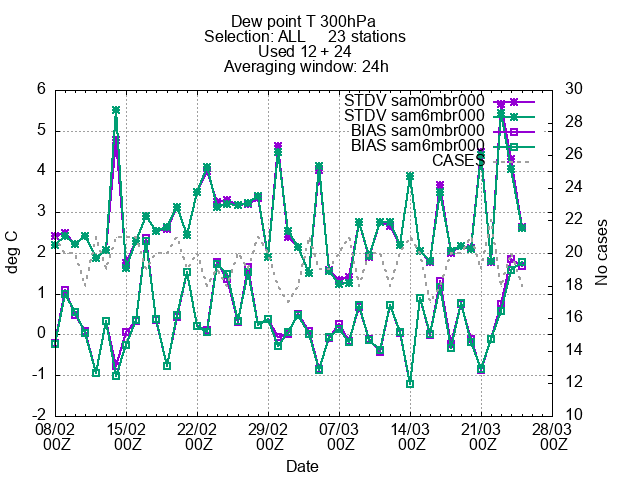 Dew point T 300hPa
Selection: ALL 23 stations
Used 12 + 24
Averaging window: 24h
STDV sam0mbr000
STDV sam6mbr000
BIAS sam0mbr000
BIAS sam6mbr000
CASES
deg C
6
5
4
3
2
1
0
-1
-2
30
28
26
24
22
20
18
16
14
12
10
No cases
08/02 15/02 22/02 29/02 07/03 14/03 21/03 28/03
00Z 00Z 00Z 00Z 00Z 00Z 00Z 00Z
Date